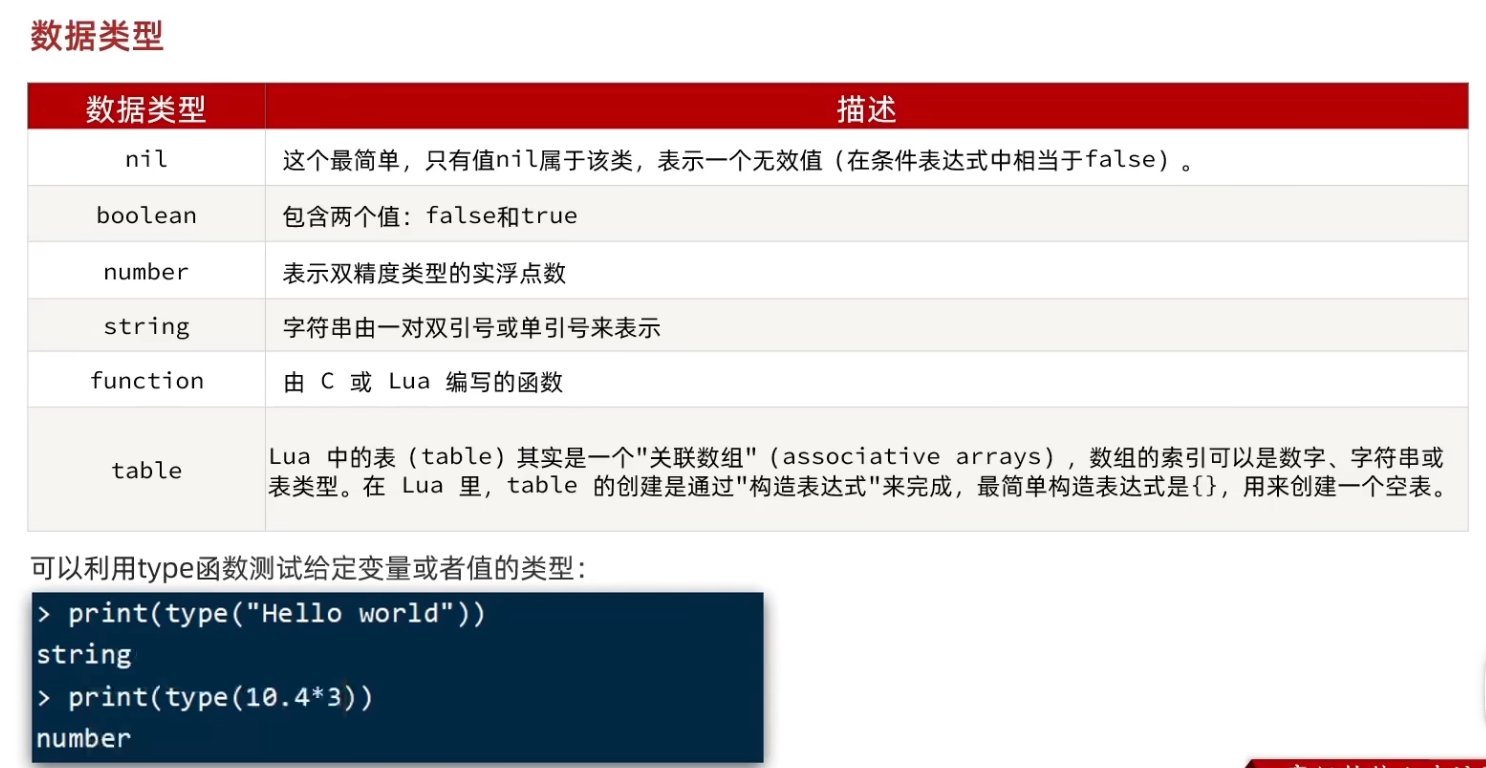 数据类型
数据类型 描述
nil 这个最简单，只有值nil属于该类，表示一个无效值（在条件表达式中相当于false）。
boolean 包含两个值：false和true
number 表示双精度类型的实浮点数
string 字符串由一对双引号或单引号来表示
function 由 C 或 Lua 编写的函数
table Lua 中的表（table）其实是一个"关联数组"（associative arrays），数组的索引可以是数字、字符串或
表类型。在 Lua 里，table 的创建是通过"构造表达式"来完成，最简单构造表达式是{}，用来创建一个空表。
可以利用type函数测试给定变量或者值的类型：
> print(type("Hello world"))
string
> print(type(10.4*3))
number